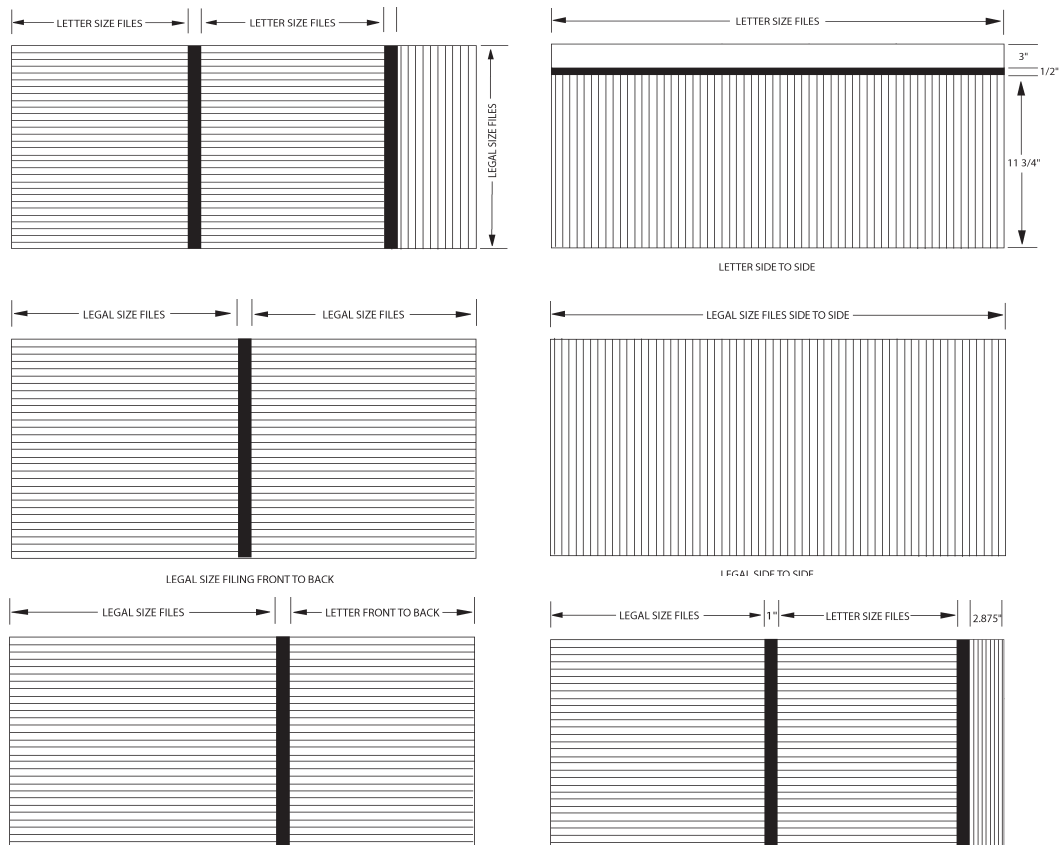 LETTER SIZE FILES
LETTER SIZE FILES
LEGAL SIZE FILES
LETTER SIZE FILES
3"
1/2"
11 3/4"
LETTER SIDE TO SIDE
LEGAL SIZE FILES
LEGAL SIZE FILES
LEGAL SIZE FILING FRONT TO BACK
LEGAL SIZE FILES SIDE TO SIDE
LEGAL SIDE TO SIDE
LEGAL SIZE FILES
LETTER FRONT TO BACK
LEGAL SIZE FILES
1"
LETTER SIZE FILES
2.875"